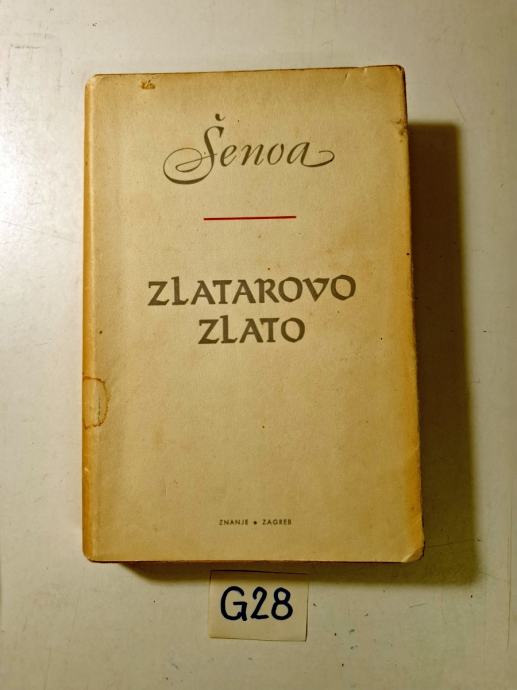 Šenoa
ZLATAROVO
ZLATO
ZNANJE • ZAGREB
G28